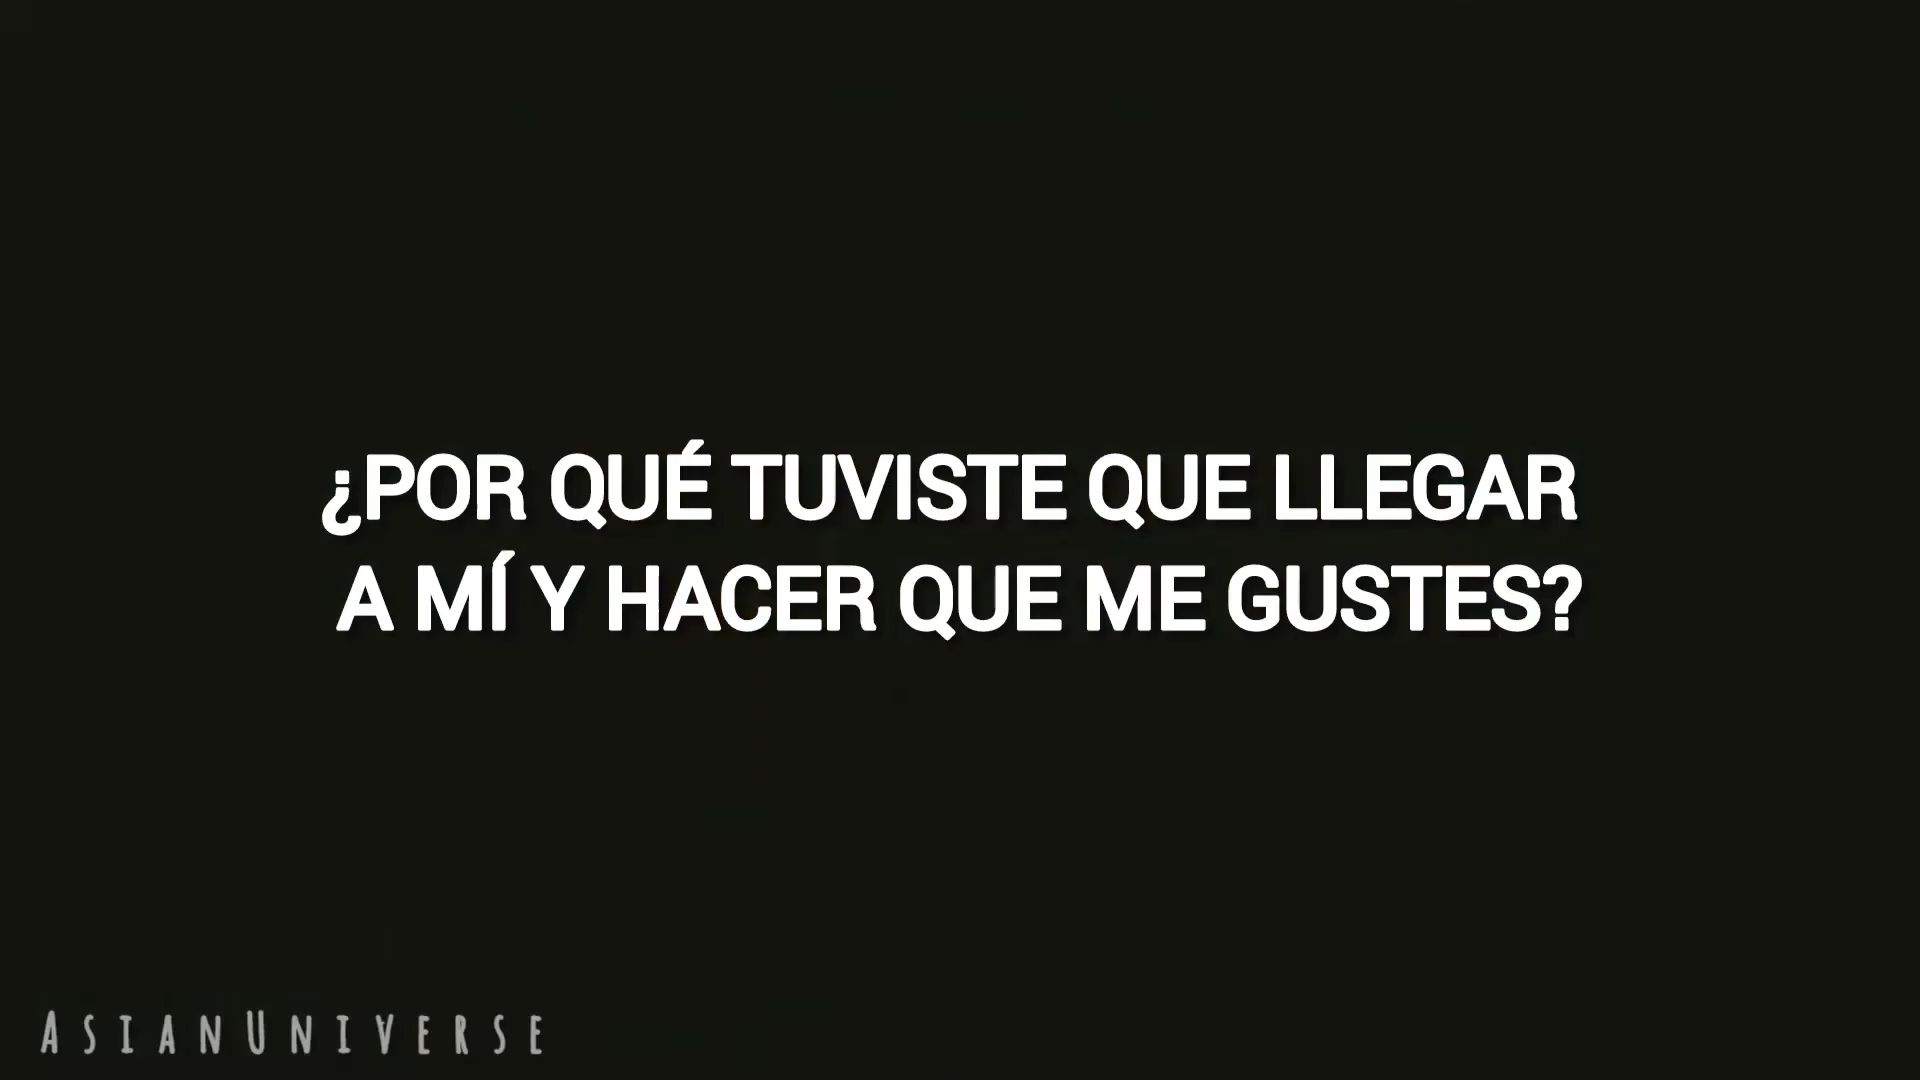 ¿POR QUÉ TUVISTE QUE LLEGAR
A MÍ Y HACER QUE ME GUSTES?
ASIANUNIVERSE